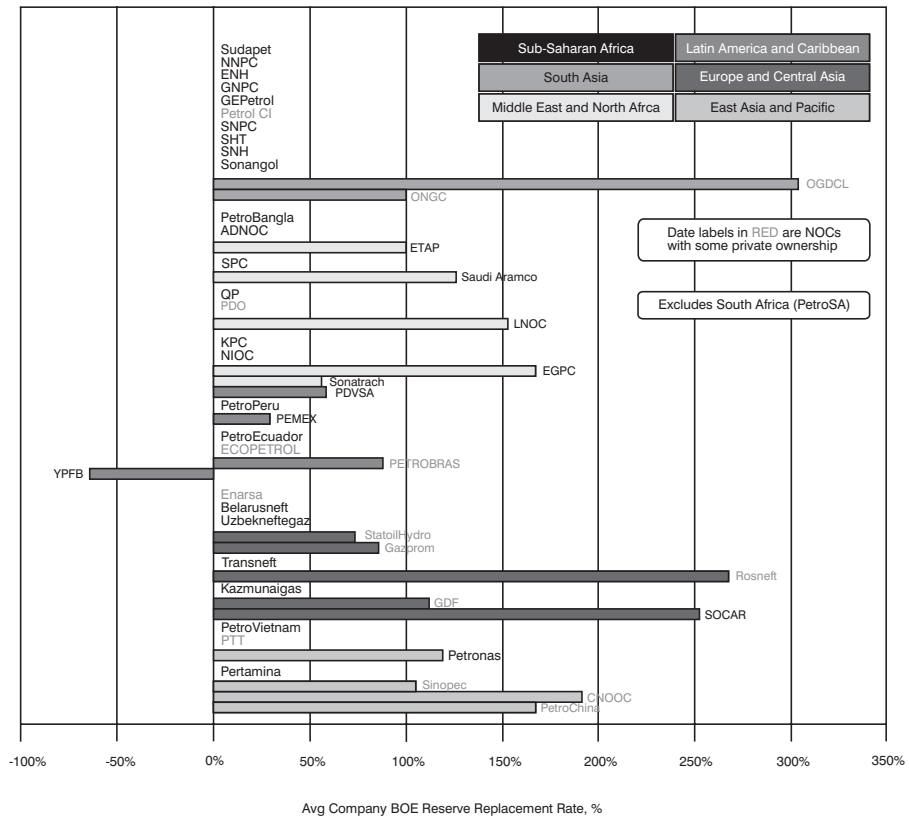 Sub-Saharan Africa
Latin America and Caribbean
South Asia
Europe and Central Asia
Middle East and North Afrca
East Asia and Pacific
Sudapet
NNPC
ENH
GNPC
GEPetrol
Petrol CI
SNPC
SHT
SNH
Sonangol
OGDCL
ONGC
PetroBangla
ADNOC
ETAP
SPC
Saudi Aramco
QP
PDO
LNOC
KPC
NIOC
EGPC
Sonatrach
PDVSA
PetroPeru
PEMEX
PetroEcuador
ECOPETROL
PETROBRAS
YPFB
Enarsa
Belarusneft
Uzbekneftegaz
StatoilHydro
Gazprom
Transneft
Rosneft
Kazmunaigas
GDF
SOCAR
PetroVietnam
PTT
Petronas
Pertamina
Sinopec
CNOOC
PetroChina
Date labels in RED are NOCs
with some private ownership
Excludes South Africa (PetroSA)
-100% -50% 0% 50% 100% 150% 200% 250% 300% 350%
Avg Company BOE Reserve Replacement Rate, %